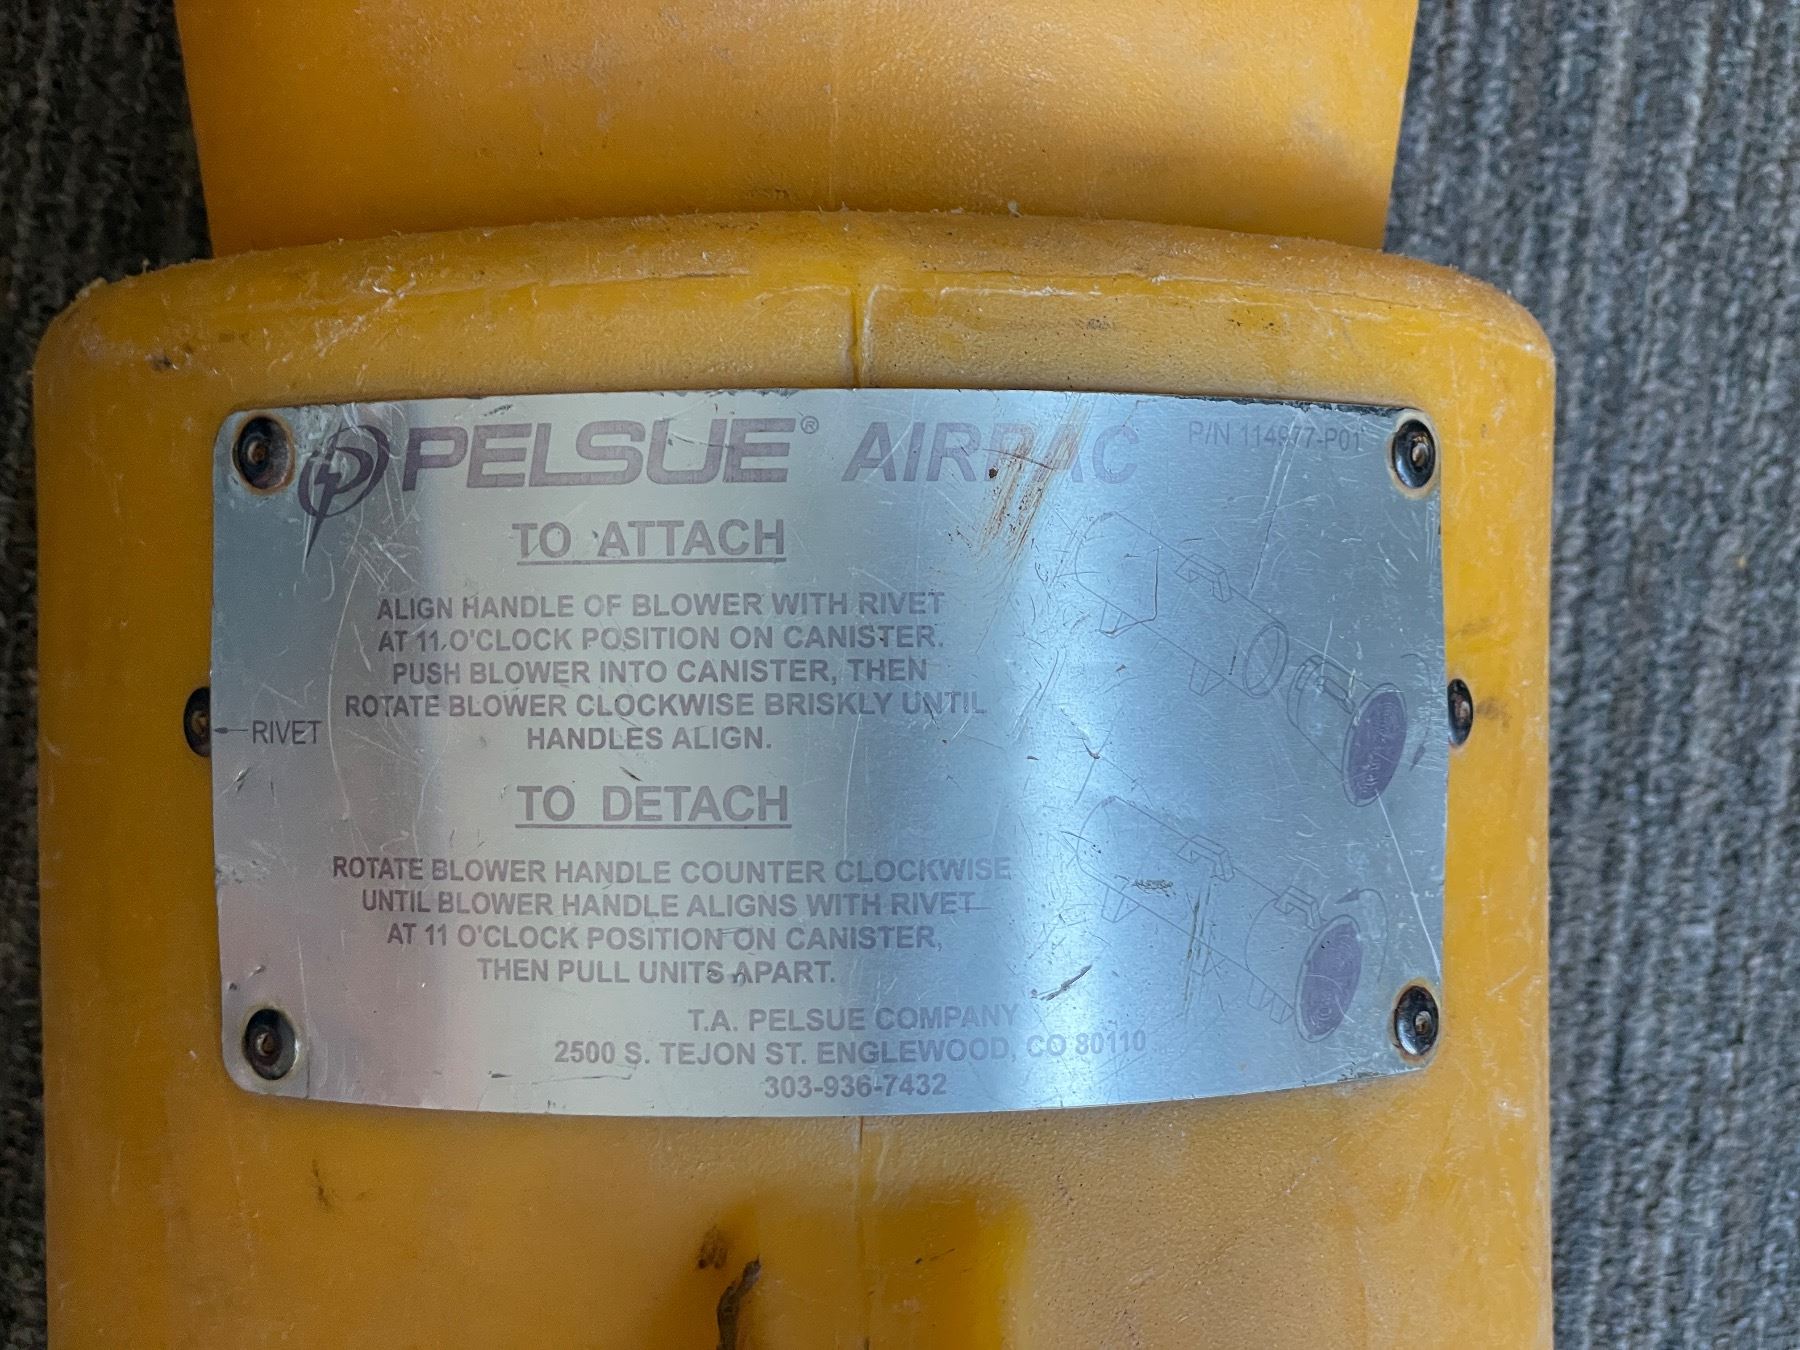 PELSUE® AIRPAC P/N 114977-P01
TO ATTACH
ALIGN HANDLE OF BLOWER WITH RIVET
AT 11 O'CLOCK POSITION ON CANISTER.
PUSH BLOWER INTO CANISTER, THEN
ROTATE BLOWER CLOCKWISE BRISKLY UNTIL
HANDLES ALIGN.
RIVET
TO DETACH
ROTATE BLOWER HANDLE COUNTER CLOCKWISE
UNTIL BLOWER HANDLE ALIGNS WITH RIVET
AT 11 O'CLOCK POSITION ON CANISTER,
THEN PULL UNITS APART.
T.A. PELSUE COMPANY
2500 S. TEJON ST. ENGLEWOOD, CO 80110
303-936-7432